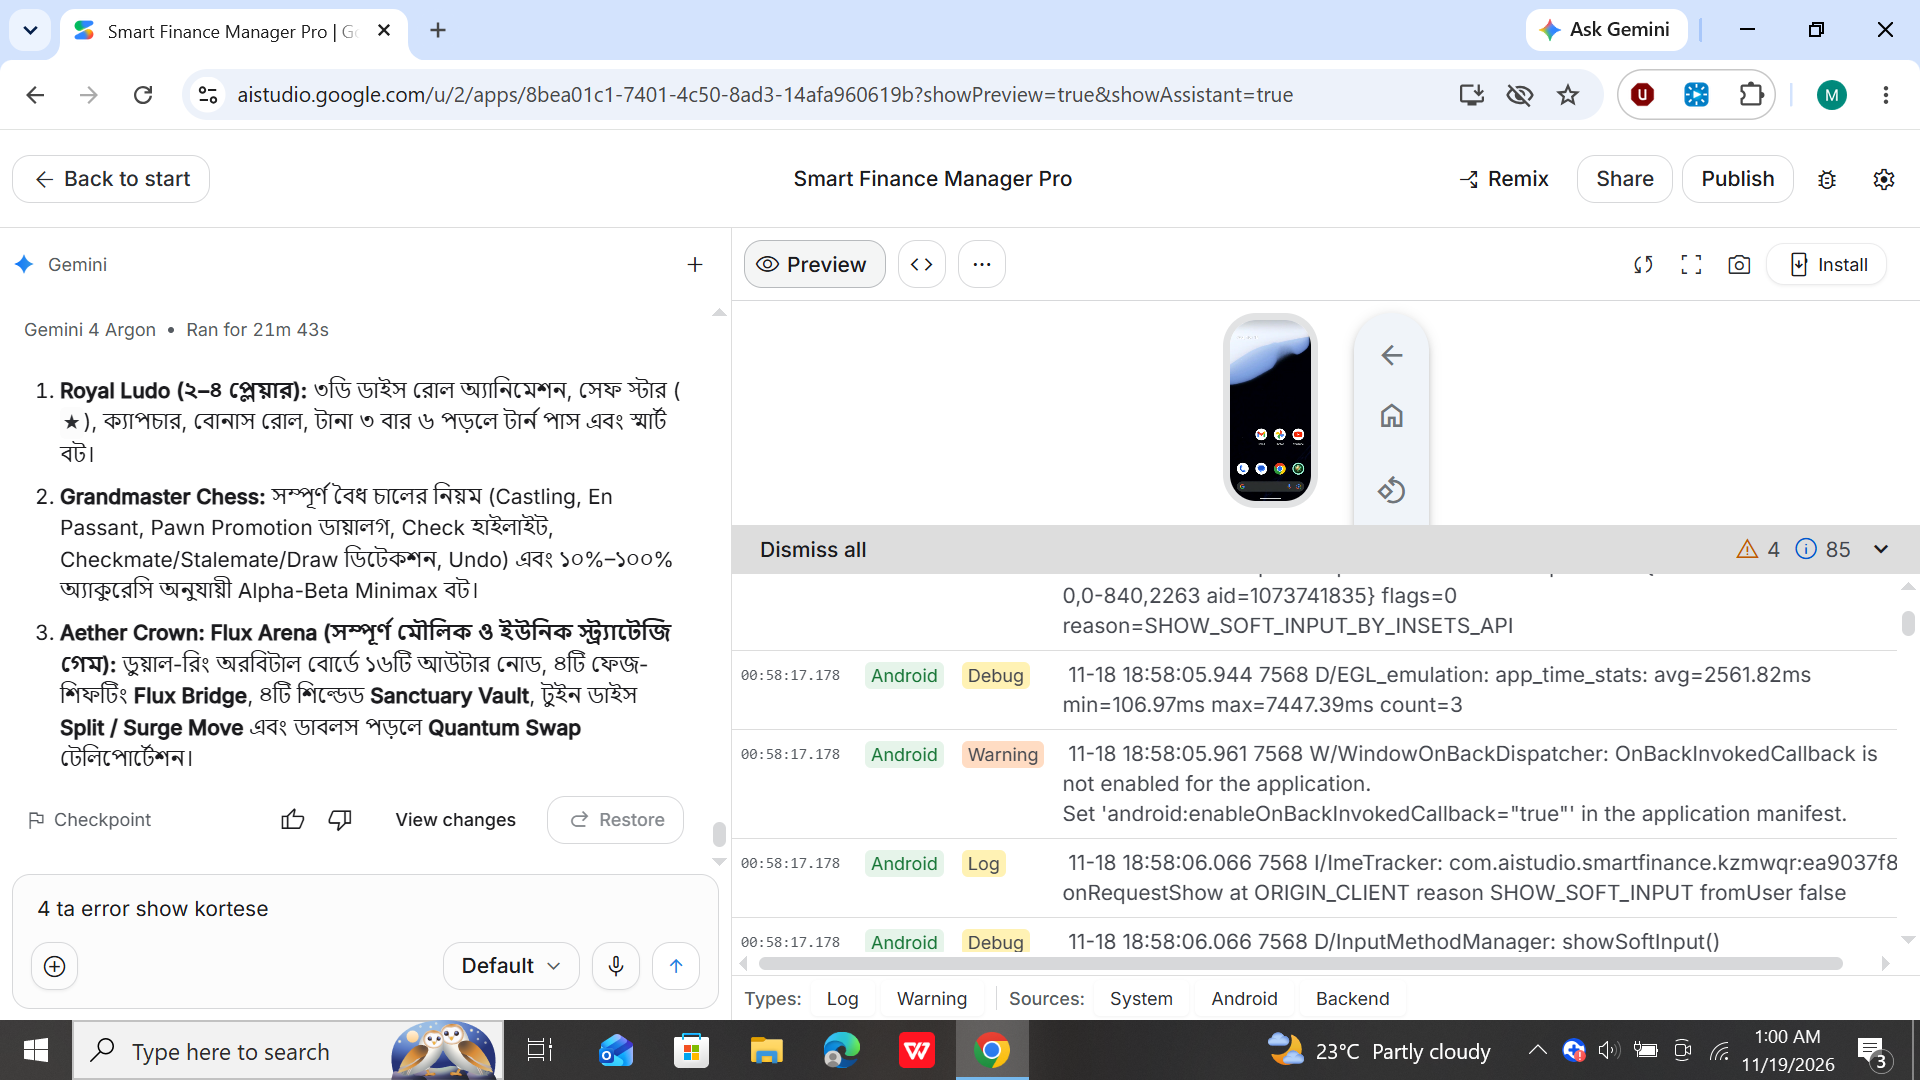 Smart Finance Manager Pro | Go
Ask Gemini
aistudio.google.com/u/2/apps/8bea01c1-7401-4c50-8ad3-14afa960619b?showPreview=true&showAssistant=true
M
Back to start
Smart Finance Manager Pro
Remix
Share
Publish
Gemini
Preview
Install
Gemini 4 Argon • Ran for 21m 43s
1. Royal Ludo (২–৪ প্লেয়ার): ৩ডি ডাইস রোল অ্যানিমেশন, সেফ স্টার (
★), ক্যাপচার, বোনাস রোল, টানা ৩ বার ৬ পড়লে টার্ন পাস এবং স্মার্ট
বট।
2. Grandmaster Chess: সম্পূর্ণ বৈধ চালের নিয়ম (Castling, En
Passant, Pawn Promotion ডায়ালগ, Check হাইলাইট,
Checkmate/Stalemate/Draw ডিটেকশন, Undo) এবং ১০%–১০০%
অ্যাকুরেসি অনুযায়ী Alpha-Beta Minimax বট।
3. Aether Crown: Flux Arena (সম্পূর্ণ মৌলিক ও ইউনিক স্ট্র্যাটেজি
গেম): ডুয়াল-রিং অরবিটাল বোর্ডে ১৬টি আউটার নোড, ৪টি ফেজ-
শিফটিং Flux Bridge, ৪টি শিল্ডেড Sanctuary Vault, টুইন ডাইস
Split / Surge Move এবং ডাবলস পড়লে Quantum Swap
টেলিপোর্টেশন।
Checkpoint
View changes
Restore
4 ta error show kortese
Default
Dismiss all
4
85
0,0-840,2263 aid=1073741835} flags=0
reason=SHOW_SOFT_INPUT_BY_INSETS_API
00:58:17.178 Android Debug 11-18 18:58:05.944 7568 D/EGL_emulation: app_time_stats: avg=2561.82ms
min=106.97ms max=7447.39ms count=3
00:58:17.178 Android Warning 11-18 18:58:05.961 7568 W/WindowOnBackDispatcher: OnBackInvokedCallback is
not enabled for the application.
Set 'android:enableOnBackInvokedCallback="true"' in the application manifest.
00:58:17.178 Android Log 11-18 18:58:06.066 7568 I/ImeTracker: com.aistudio.smartfinance.kzmwqr:ea9037f8
onRequestShow at ORIGIN_CLIENT reason SHOW_SOFT_INPUT fromUser false
00:58:17.178 Android Debug 11-18 18:58:06.066 7568 D/InputMethodManager: showSoftInput()
Types: Log Warning Sources: System Android Backend
Type here to search
23°C Partly cloudy
1:00 AM
11/19/2026
3